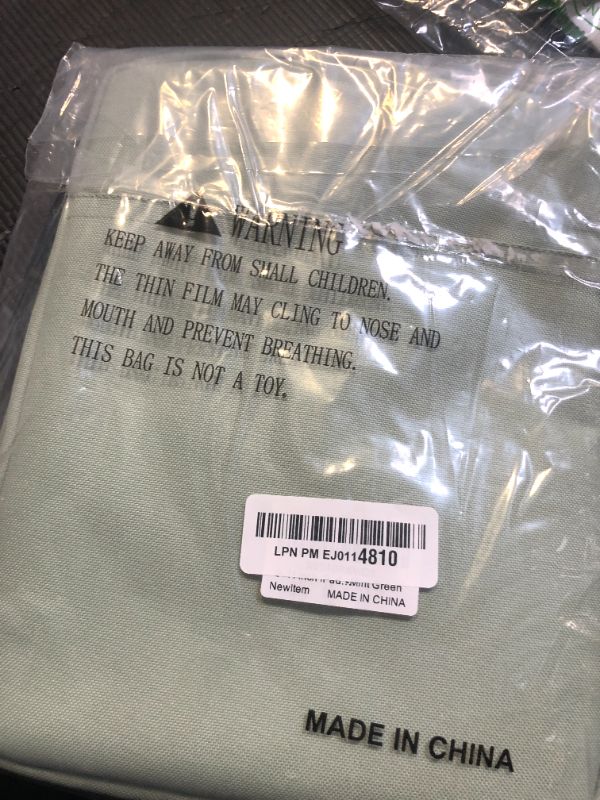 WARNING
KEEP AWAY FROM SMALL CHILDREN.
THE THIN FILM MAY CLING TO NOSE AND
MOUTH AND PREVENT BREATHING.
THIS BAG IS NOT A TOY.
LPN PM EJ0114810
Green
NewItem MADE IN CHINA
MADE IN CHINA